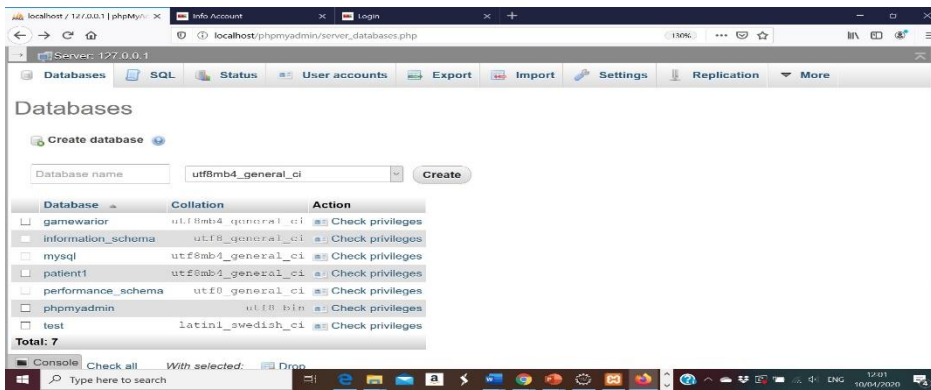 localhost / 127.0.0.1 | phpMyA Info Account Login
localhost/phpmyadmin/server_databases.php 130%
Server: 127.0.0.1
Databases SQL Status User accounts Export Import Settings Replication More
Databases
Create database
Database name utf8mb4_general_ci Create
Database Collation Action
gamewarior utf8mb4_general_ci Check privileges
information_schema utf8_general_ci Check privileges
mysql utf8mb4_general_ci Check privileges
patient1 utf8mb4_general_ci Check privileges
performance_schema utf8_general_ci Check privileges
phpmyadmin utf8_bin Check privileges
test latin1_swedish_ci Check privileges
Total: 7
Console Check all With selected: Drop
Type here to search ENG 12:01
10/04/2020